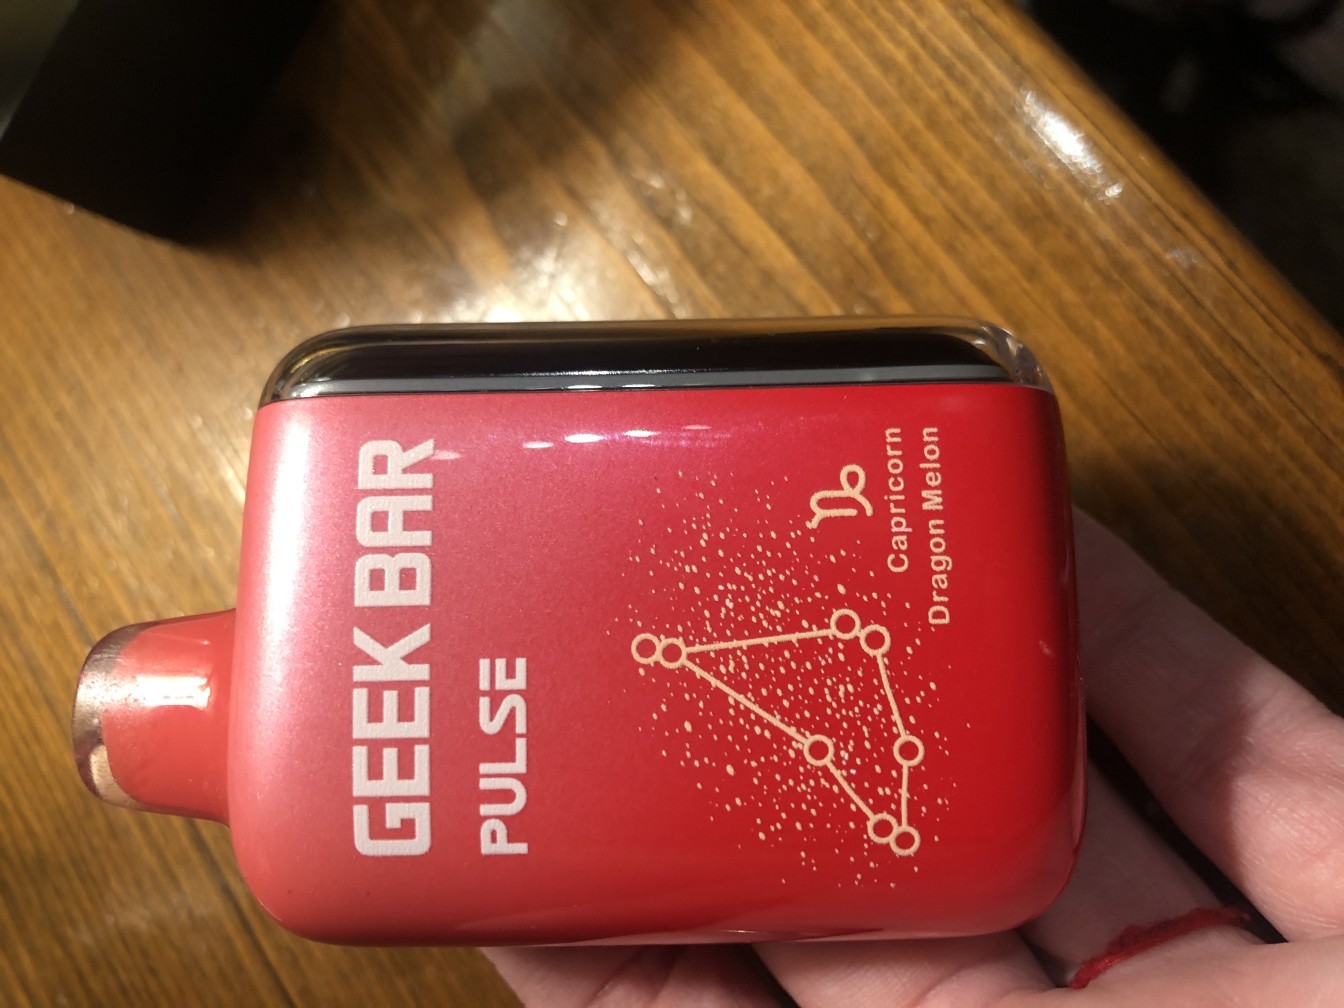 GEEK BAR
PULSE
♑
Capricorn
Dragon Melon